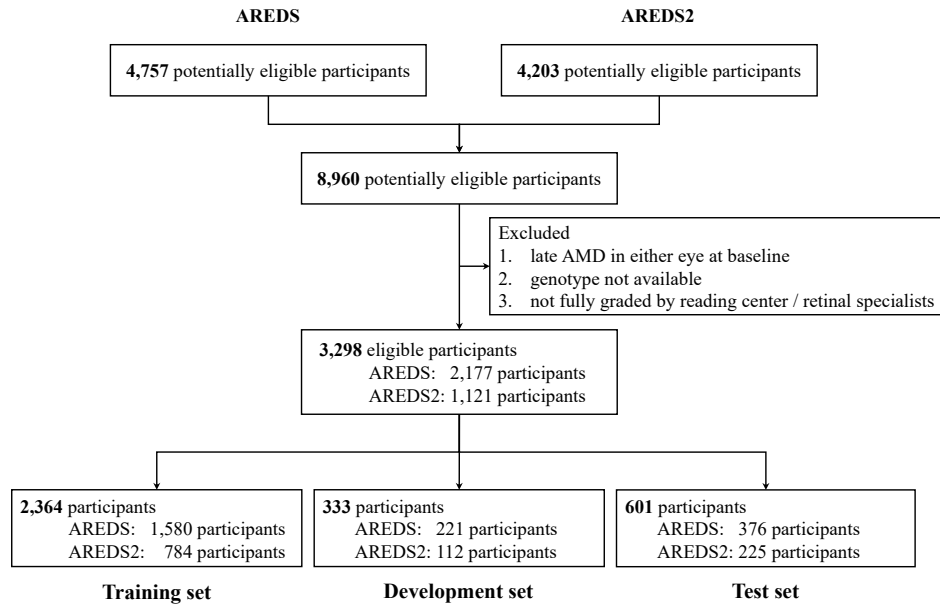 AREDS
AREDS2
4,757 potentially eligible participants
4,203 potentially eligible participants
8,960 potentially eligible participants
Excluded
1. late AMD in either eye at baseline
2. genotype not available
3. not fully graded by reading center / retinal specialists
3,298 eligible participants
AREDS: 2,177 participants
AREDS2: 1,121 participants
2,364 participants
AREDS: 1,580 participants
AREDS2: 784 participants
Training set
333 participants
AREDS: 221 participants
AREDS2: 112 participants
Development set
601 participants
AREDS: 376 participants
AREDS2: 225 participants
Test set